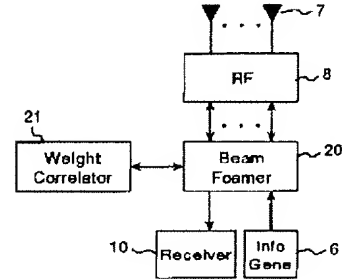 7
. . .
RF
8
. . .
21
Weight
Correlator
Beam
Foamer
20
10
Receiver
Info
Gene
6